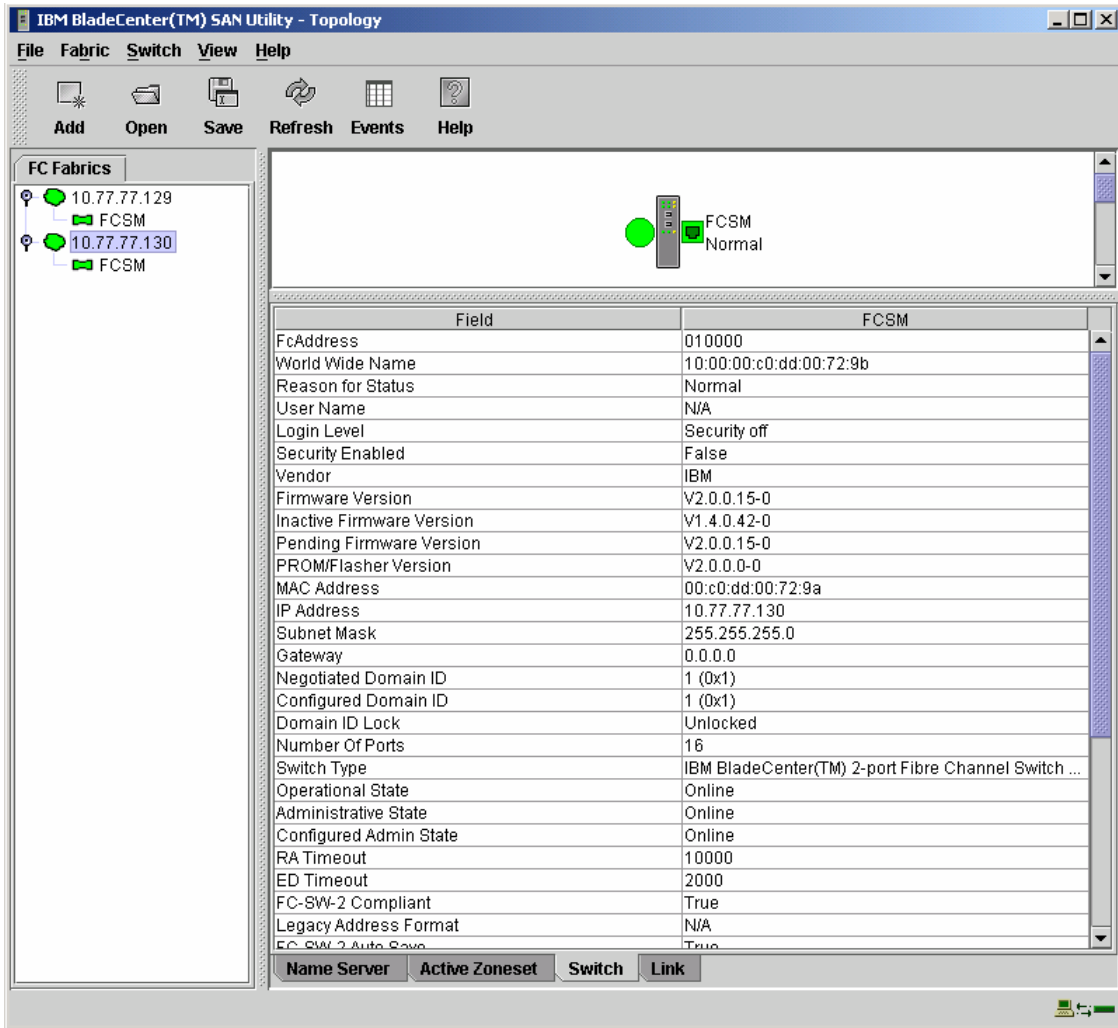 IBM BladeCenter(TM) SAN Utility - Topology
File Fabric Switch View Help
Add Open Save Refresh Events Help
FC Fabrics
10.77.77.129
FCSM
10.77.77.130
FCSM
FCSM
Normal
Field FCSM
FcAddress 010000
World Wide Name 10:00:00:c0:dd:00:72:9b
Reason for Status Normal
User Name N/A
Login Level Security off
Security Enabled False
Vendor IBM
Firmware Version V2.0.0.15-0
Inactive Firmware Version V1.4.0.42-0
Pending Firmware Version V2.0.0.15-0
PROM/Flasher Version V2.0.0.0-0
MAC Address 00:c0:dd:00:72:9a
IP Address 10.77.77.130
Subnet Mask 255.255.255.0
Gateway 0.0.0.0
Negotiated Domain ID 1 (0x1)
Configured Domain ID 1 (0x1)
Domain ID Lock Unlocked
Number Of Ports 16
Switch Type IBM BladeCenter(TM) 2-port Fibre Channel Switch ...
Operational State Online
Administrative State Online
Configured Admin State Online
RA Timeout 10000
ED Timeout 2000
FC-SW-2 Compliant True
Legacy Address Format N/A
FC-SW-2 Auto Save True
Name Server Active Zoneset Switch Link